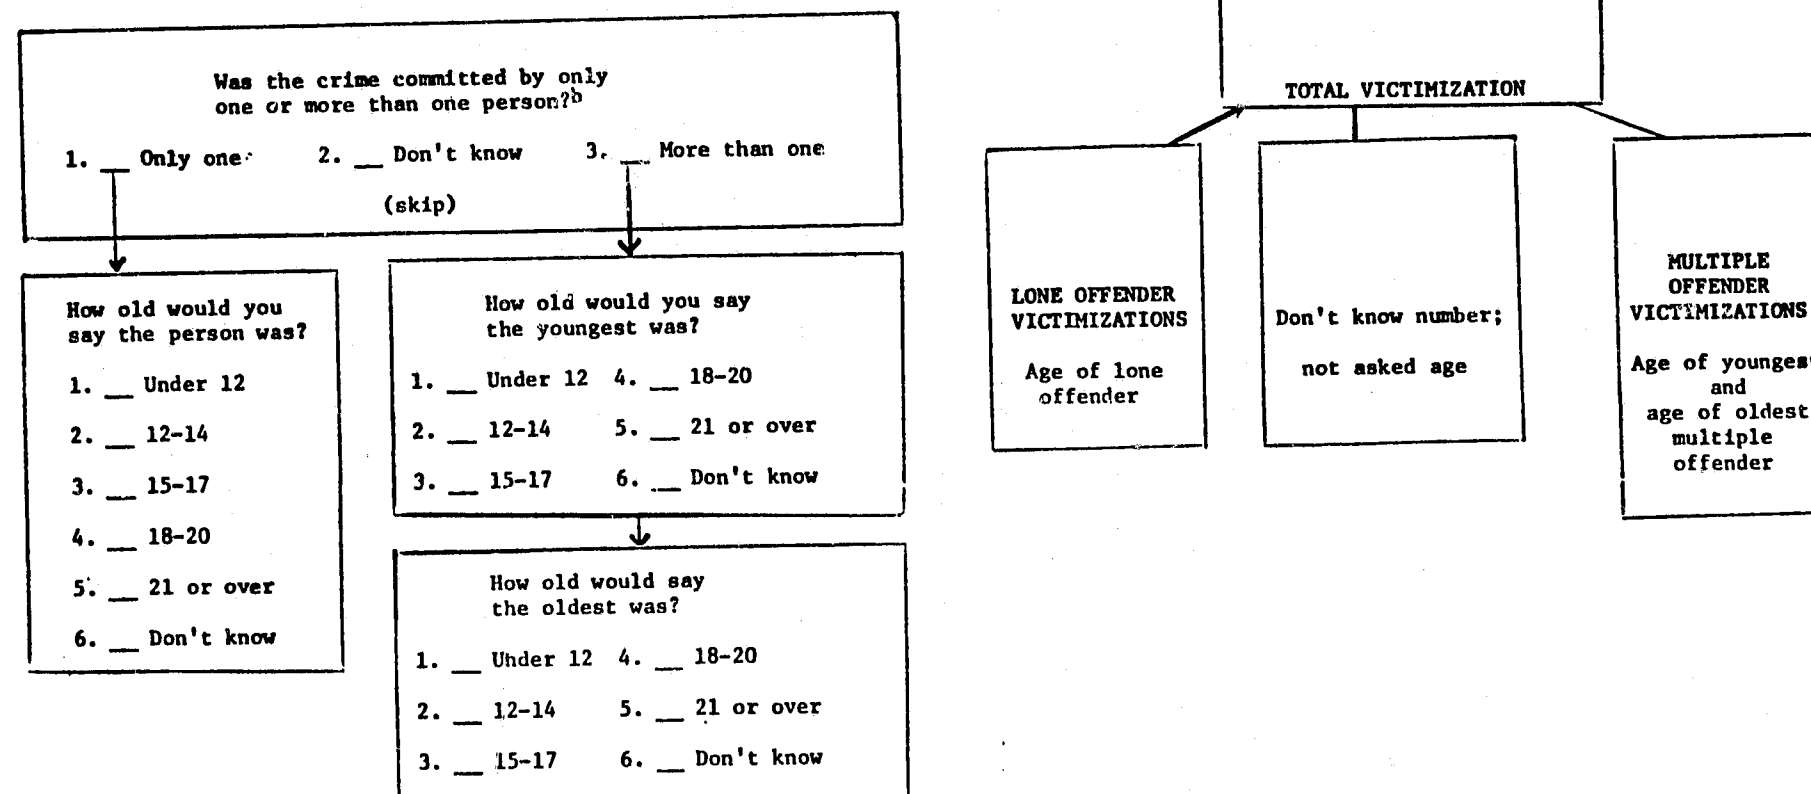 Was the crime committed by only
one or more than one person?b
1. __ Only one 2. __ Don't know 3. __ More than one
(skip)
How old would you
say the person was?
1. __ Under 12
2. __ 12-14
3. __ 15-17
4. __ 18-20
5. __ 21 or over
6. __ Don't know
How old would you say
the youngest was?
1. __ Under 12 4. __ 18-20
2. __ 12-14 5. __ 21 or over
3. __ 15-17 6. __ Don't know
How old would say
the oldest was?
1. __ Under 12 4. __ 18-20
2. __ 12-14 5. __ 21 or over
3. __ 15-17 6. __ Don't know
TOTAL VICTIMIZATION
LONE OFFENDER
VICTIMIZATIONS
Age of lone
offender
Don't know number;
not asked age
MULTIPLE
OFFENDER
VICTIMIZATIONS
Age of youngest
and
age of oldest
multiple
offender